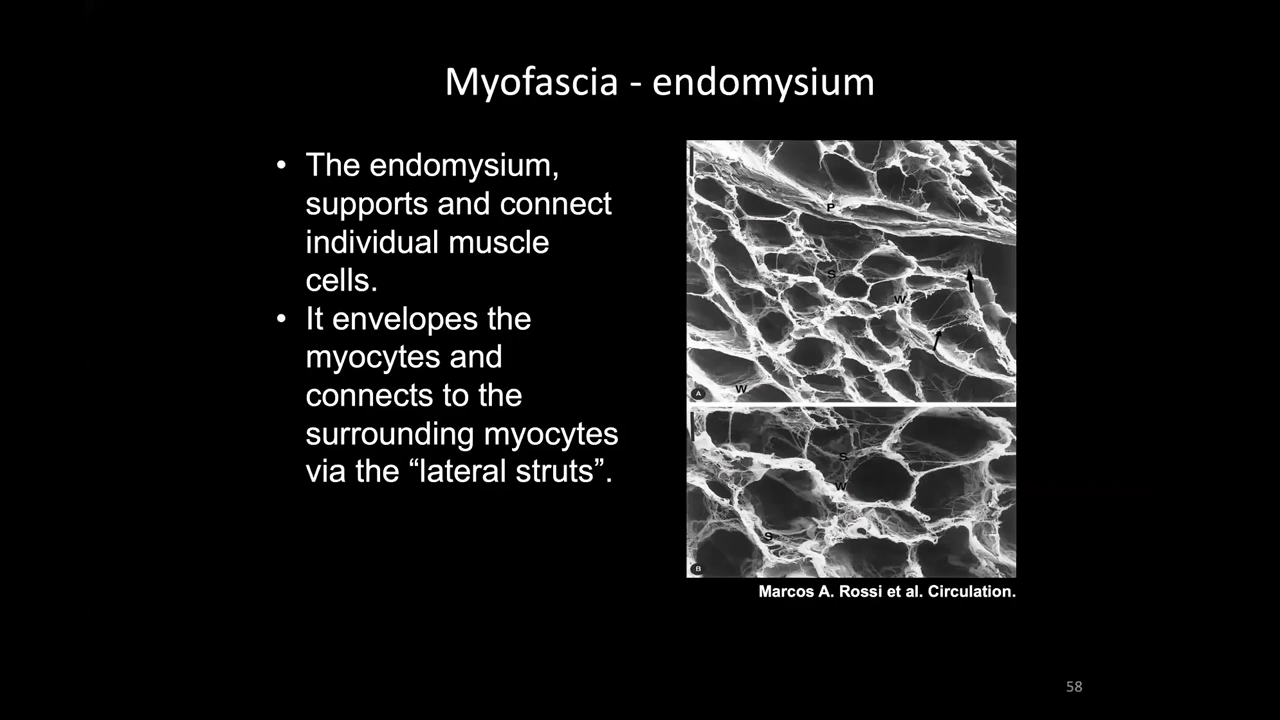 Myofascia - endomysium
• The endomysium,
supports and connect
individual muscle
cells.
• It envelopes the
myocytes and
connects to the
surrounding myocytes
via the “lateral struts”.
P
S
W
W
A
S
W
S
B
Marcos A. Rossi et al. Circulation.
58